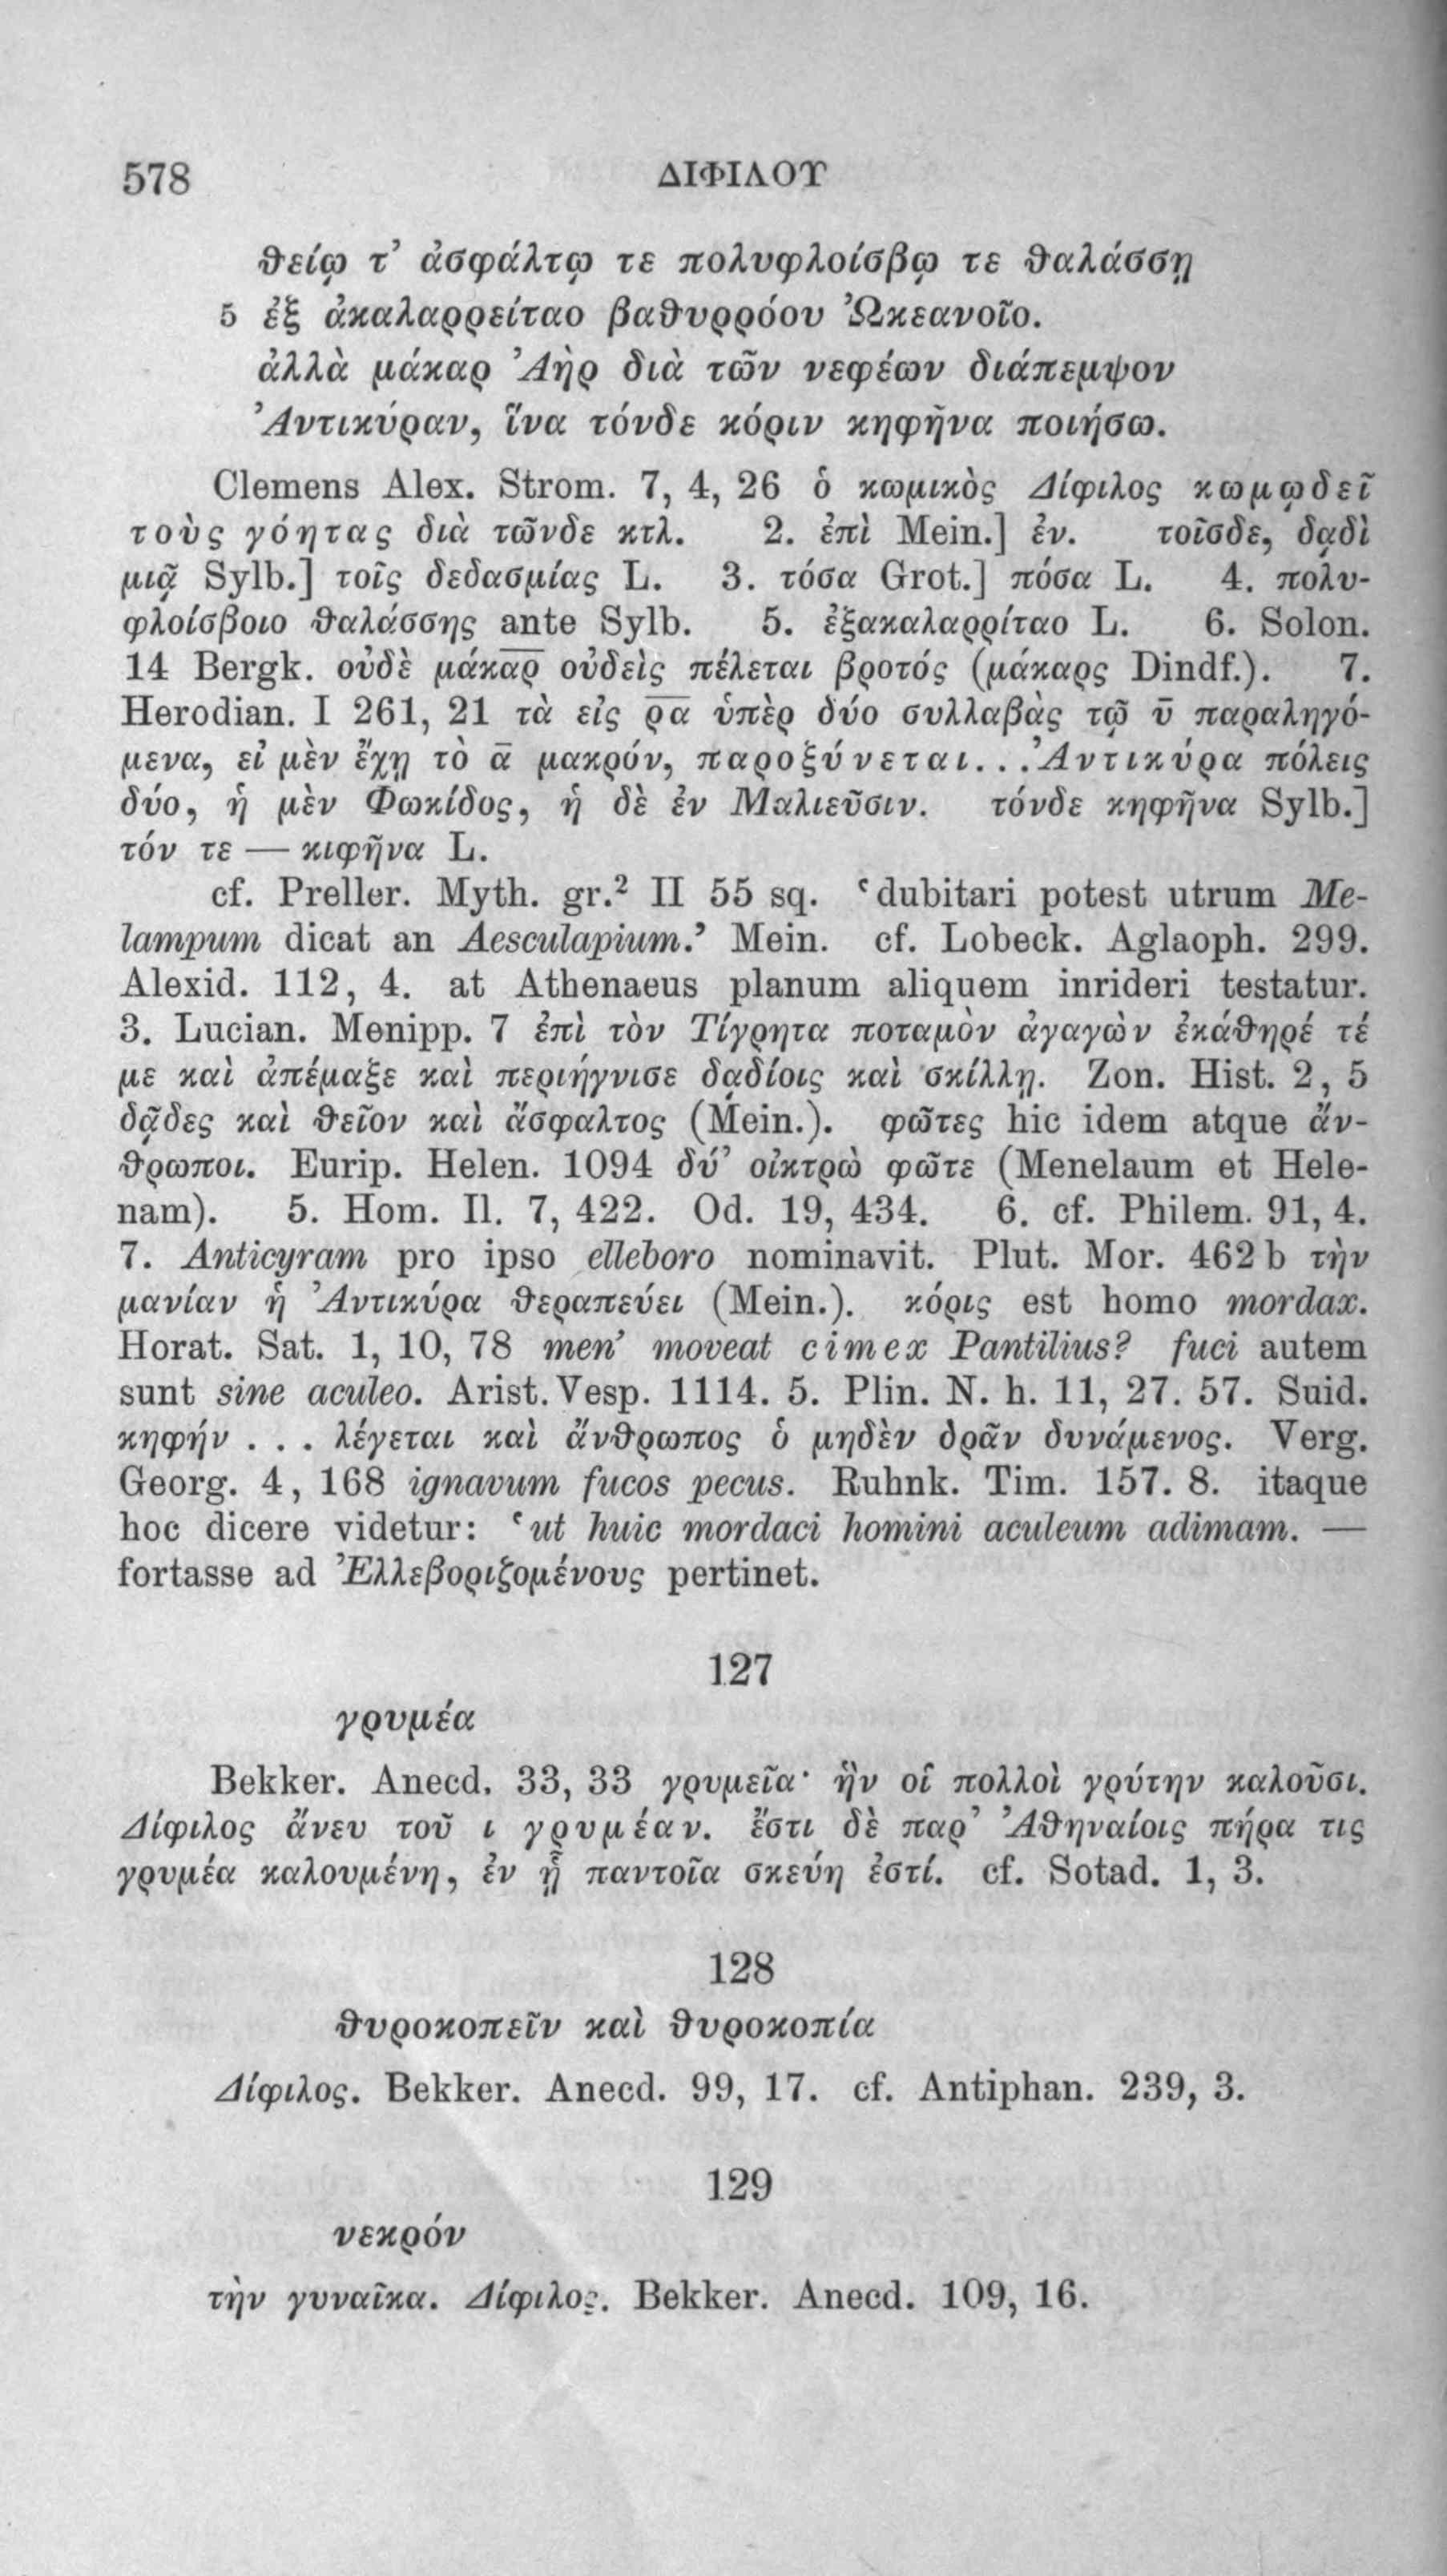 578 ΔΙΦΙΛΟΥ
θείῳ τ’ ἀσφάλτῳ τε πολυφλοίσβῳ τε θαλάσσῃ
5 ἐξ ἀκαλαρρείταο βαθυρρόου Ὠκεανοῖο.
ἀλλὰ μάκαρ Ἀὴρ διὰ τῶν νεφέων διάπεμψον
Ἀντικύραν, ἵνα τόνδε κόριν κηφῆνα ποιήσω.
Clemens Alex. Strom. 7, 4, 26 ὁ κωμικὸς Δίφιλος κωμῳδεῖ
τοὺς γόητας διὰ τῶνδε κτλ. 2. ἐπὶ Mein.] ἐν. τοῖσδε, δᾳδὶ
μιᾷ Sylb.] τοῖς δεδασμίας L. 3. τόσα Grot.] πόσα L. 4. πολυ-
φλοίσβοιο θαλάσσης ante Sylb. 5. ἐξακαλαρρίταο L. 6. Solon.
14 Bergk. οὐδὲ μάκᾱρ οὐδεὶς πέλεται βροτός (μάκαρς Dindf.). 7.
Herodian. I 261, 21 τὰ εἰς ρ̅α̅ ὑπὲρ δύο συλλαβὰς τῷ ῡ παραληγό-
μενα, εἰ μὲν ἔχῃ τὸ ᾱ μακρόν, παροξύνεται...Ἀντικύρα πόλεις
δύο, ἡ μὲν Φωκίδος, ἡ δὲ ἐν Μαλιεῦσιν. τόνδε κηφῆνα Sylb.]
τόν τε — κιφῆνα L.
cf. Preller. Myth. gr.² II 55 sq. ‘dubitari potest utrum Me-
lampum dicat an Aesculapium.’ Mein. cf. Lobeck. Aglaoph. 299.
Alexid. 112, 4. at Athenaeus planum aliquem inrideri testatur.
3. Lucian. Menipp. 7 ἐπὶ τὸν Τίγρητα ποταμὸν ἀγαγὼν ἐκάθηρέ τέ
με καὶ ἀπέμαξε καὶ περιήγνισε δᾳδίοις καὶ σκίλλῃ. Zon. Hist. 2, 5
δᾷδες καὶ θεῖον καὶ ἄσφαλτος (Mein.). φῶτες hic idem atque ἄν-
θρωποι. Eurip. Helen. 1094 δύ’ οἰκτρὼ φῶτε (Menelaum et Hele-
nam). 5. Hom. Il. 7, 422. Od. 19, 434. 6. cf. Philem. 91, 4.
7. Anticyram pro ipso elleboro nominavit. Plut. Mor. 462 b τὴν
μανίαν ἡ Ἀντικύρα θεραπεύει (Mein.). κόρις est homo mordax.
Horat. Sat. 1, 10, 78 men’ moveat cimex Pantilius? fuci autem
sunt sine aculeo. Arist. Vesp. 1114. 5. Plin. N. h. 11, 27. 57. Suid.
κηφήν . . . λέγεται καὶ ἄνθρωπος ὁ μηδὲν δρᾶν δυνάμενος. Verg.
Georg. 4, 168 ignavum fucos pecus. Ruhnk. Tim. 157. 8. itaque
hoc dicere videtur: ‘ut huic mordaci homini aculeum adimam. —
fortasse ad Ἐλλεβοριζομένους pertinet.
127
γρυμέα
Bekker. Anecd. 33, 33 γρυμεῖα· ἣν οἱ πολλοὶ γρύτην καλοῦσι.
Δίφιλος ἄνευ τοῦ ι γρυμέαν. ἔστι δὲ παρ’ Ἀθηναίοις πήρα τις
γρυμέα καλουμένη, ἐν ᾗ παντοῖα σκεύη ἐστί. cf. Sotad. 1, 3.
128
θυροκοπεῖν καὶ θυροκοπία
Δίφιλος. Bekker. Anecd. 99, 17. cf. Antiphan. 239, 3.
129
νεκρόν
τὴν γυναῖκα. Δίφιλος. Bekker. Anecd. 109, 16.